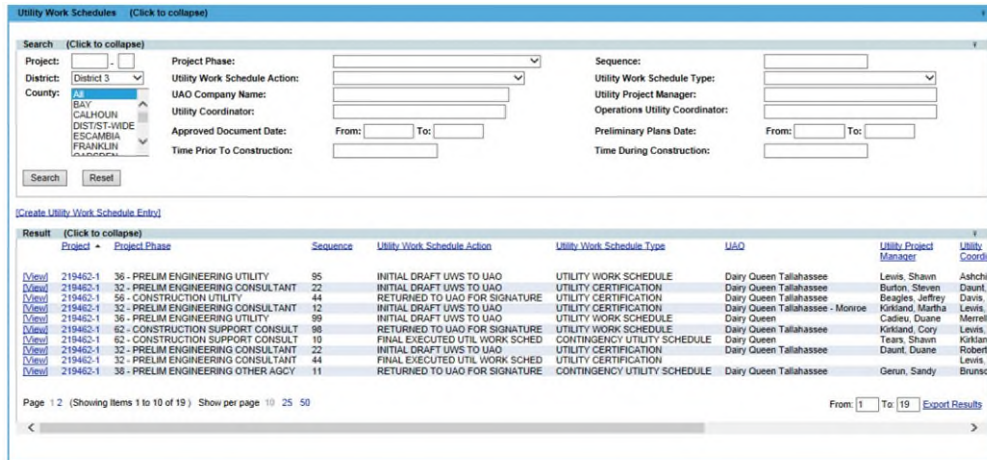 Utility Work Schedules (Click to collapse)
Search (Click to collapse)
Project: - Project Phase: Sequence:
District: District 3 Utility Work Schedule Action: Utility Work Schedule Type:
County: All UAO Company Name: Utility Project Manager:
BAY
CALHOUN Utility Coordinator: Operations Utility Coordinator:
DIST/ST-WIDE
ESCAMBIA Approved Document Date: From: To: Preliminary Plans Date: From: To:
FRANKLIN
GADSDEN Time Prior To Construction: Time During Construction:
Search Reset
[Create Utility Work Schedule Entry]
Result (Click to collapse)
Project Project Phase Sequence Utility Work Schedule Action Utility Work Schedule Type UAO Utility Project Manager Utility Coordi
[View] 219462-1 36 - PRELIM ENGINEERING UTILITY 95 INITIAL DRAFT UWS TO UAO UTILITY WORK SCHEDULE Dairy Queen Tallahassee Lewis, Shawn Ashchi
[View] 219462-1 32 - PRELIM ENGINEERING CONSULTANT 22 INITIAL DRAFT UWS TO UAO UTILITY CERTIFICATION Dairy Queen Tallahassee Burton, Steven Daunt,
[View] 219462-1 56 - CONSTRUCTION UTILITY 44 RETURNED TO UAO FOR SIGNATURE UTILITY WORK SCHEDULE Dairy Queen Tallahassee Beagles, Jeffrey Davis,
[View] 219462-1 32 - PRELIM ENGINEERING CONSULTANT 12 INITIAL DRAFT UWS TO UAO UTILITY CERTIFICATION Dairy Queen Tallahassee - Monroe Kirkland, Martha Lewis,
[View] 219462-1 36 - PRELIM ENGINEERING UTILITY 99 INITIAL DRAFT UWS TO UAO UTILITY WORK SCHEDULE Dairy Queen Cadieu, Duane Merrel
[View] 219462-1 62 - CONSTRUCTION SUPPORT CONSULT 98 RETURNED TO UAO FOR SIGNATURE UTILITY WORK SCHEDULE Dairy Queen Tallahassee Kirkland, Cory Lewis,
[View] 219462-1 62 - CONSTRUCTION SUPPORT CONSULT 10 FINAL EXECUTED UTIL WORK SCHED CONTINGENCY UTILITY SCHEDULE Dairy Queen Tears, Shawn Kirklan
[View] 219462-1 32 - PRELIM ENGINEERING CONSULTANT 22 INITIAL DRAFT UWS TO UAO UTILITY CERTIFICATION Dairy Queen Tallahassee Daunt, Duane Robert
[View] 219462-1 32 - PRELIM ENGINEERING CONSULTANT 44 FINAL EXECUTED UTIL WORK SCHED UTILITY CERTIFICATION Lewis,
[View] 219462-1 38 - PRELIM ENGINEERING OTHER AGCY 11 RETURNED TO UAO FOR SIGNATURE CONTINGENCY UTILITY SCHEDULE Dairy Queen Tallahassee Gerun, Sandy Brunso
Page 1 2 (Showing Items 1 to 10 of 19) Show per page 10 25 50 From: 1 To: 19 Export Results